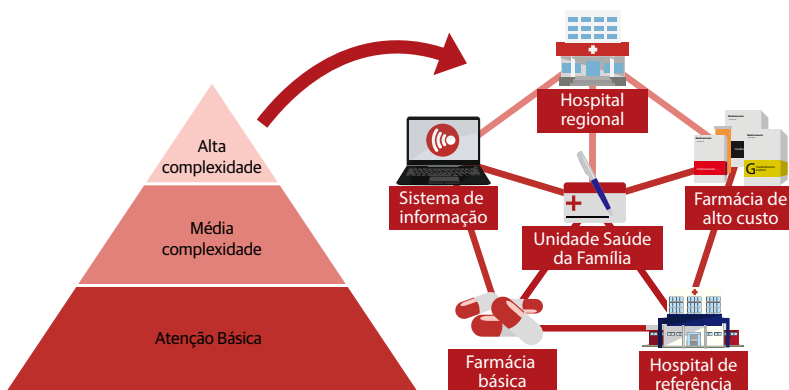 Alta
complexidade
Média
complexidade
Atenção Básica
Hospital
regional
Sistema de
informação
Farmácia de
alto custo
G
Unidade Saúde
da Família
Farmácia
básica
Hospital de
referência